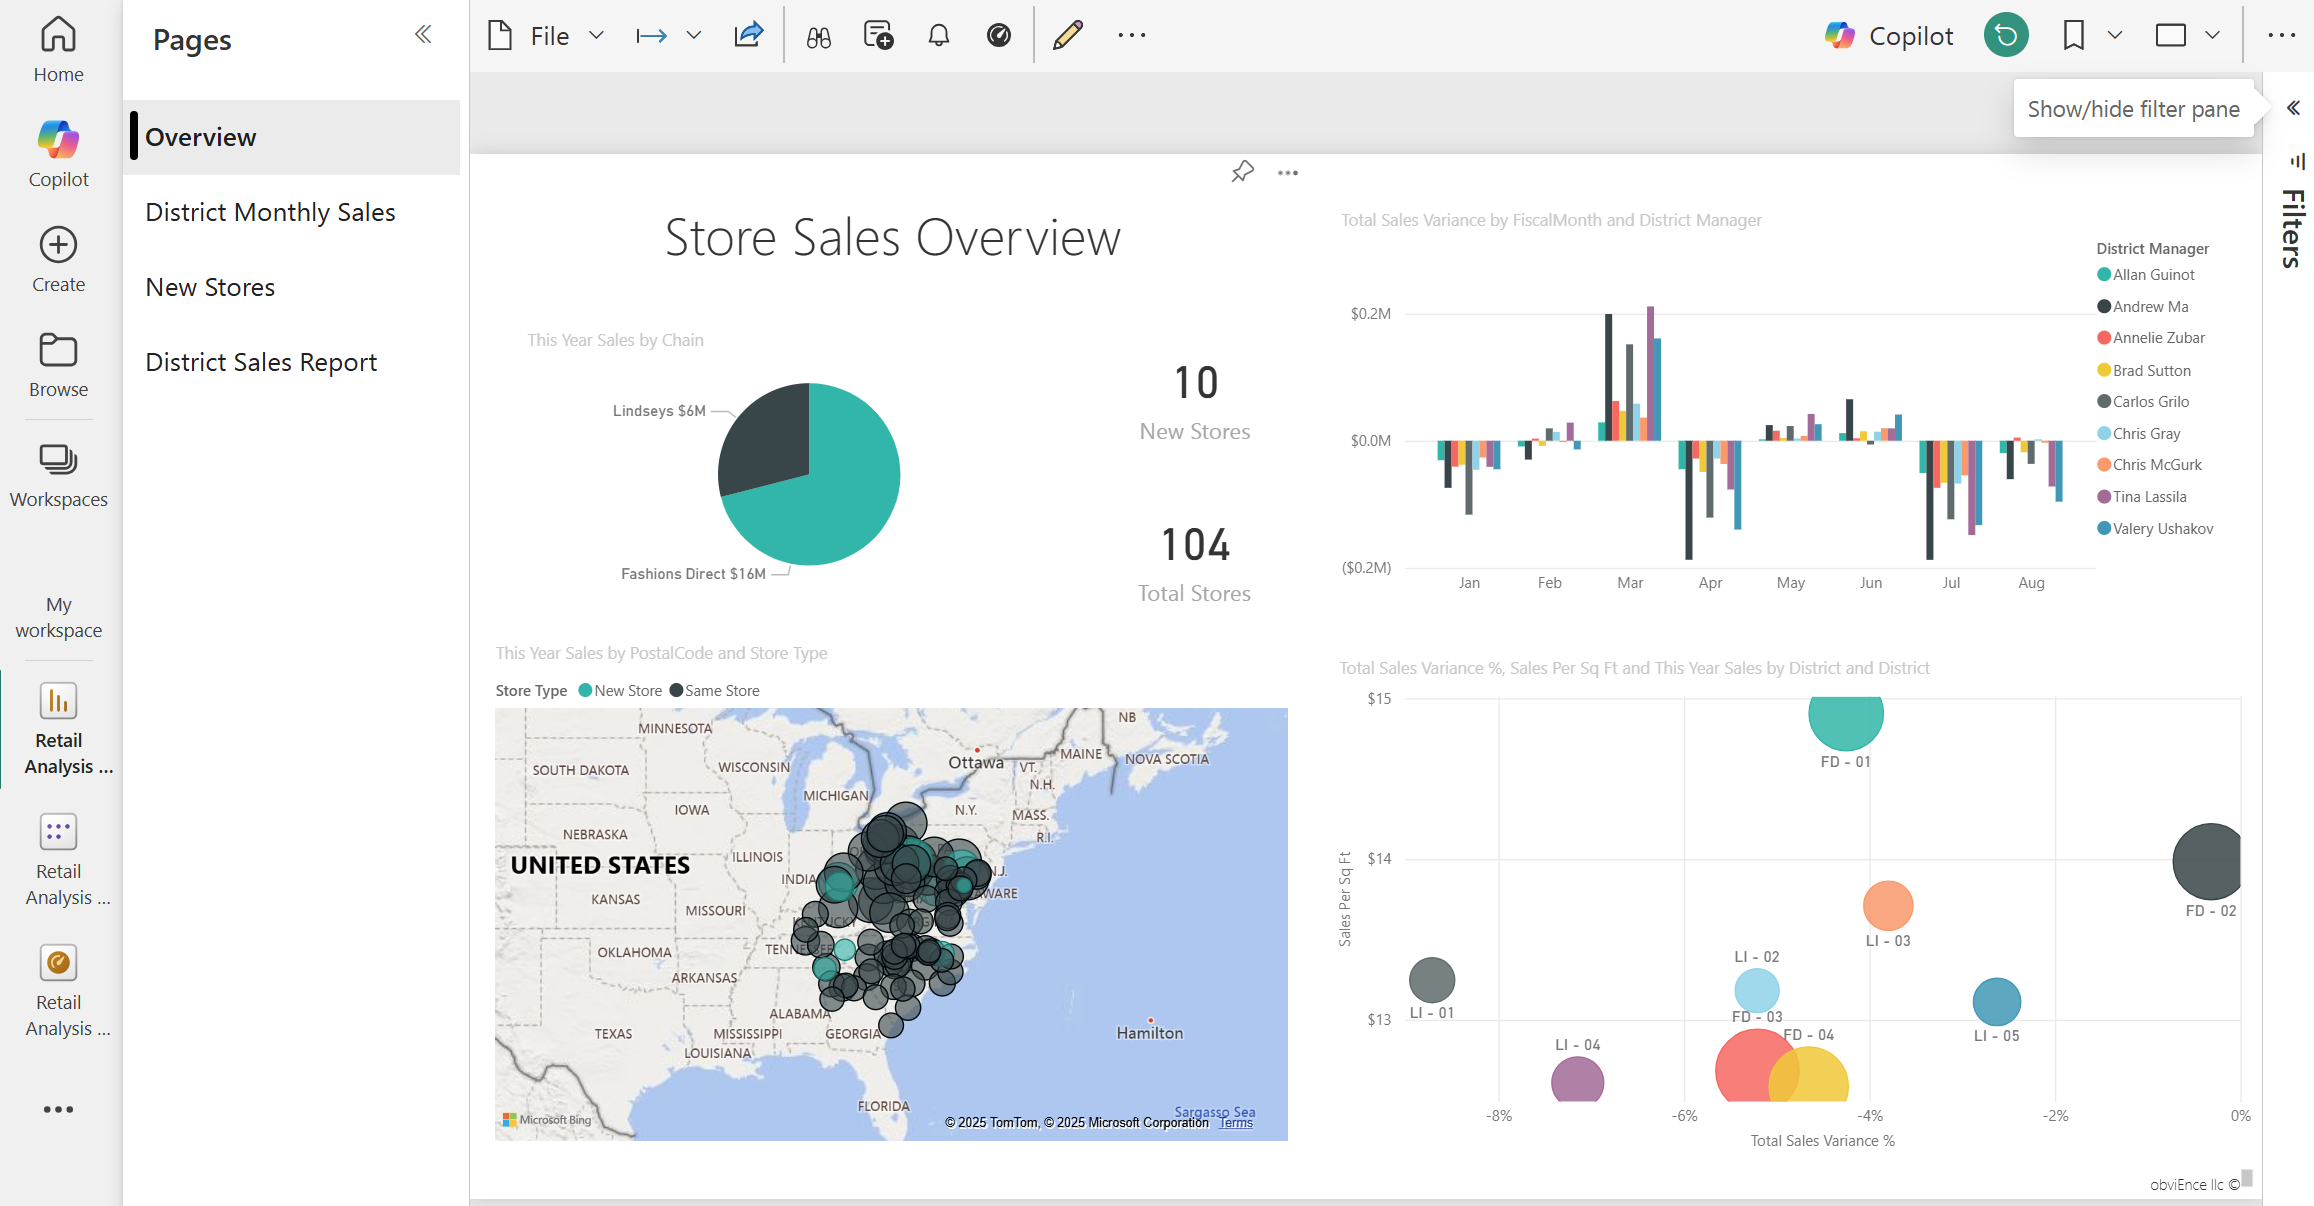 Home
Copilot
Create
Browse
Workspaces
My
workspace
Retail
Analysis ...
Retail
Analysis ...
Retail
Analysis ...
Pages
Overview
District Monthly Sales
New Stores
District Sales Report
File
Copilot
Show/hide filter pane
Filters
Store Sales Overview
This Year Sales by Chain
Lindseys $6M
Fashions Direct $16M
10
New Stores
104
Total Stores
Total Sales Variance by FiscalMonth and District Manager
$0.2M
$0.0M
($0.2M)
Jan Feb Mar Apr May Jun Jul Aug
District Manager
Allan Guinot
Andrew Ma
Annelie Zubar
Brad Sutton
Carlos Grilo
Chris Gray
Chris McGurk
Tina Lassila
Valery Ushakov
This Year Sales by PostalCode and Store Type
Store Type New Store Same Store
NB
MINNESOTA
MAINE
NOVA SCOTIA
Ottawa
VT.
SOUTH DAKOTA
WISCONSIN
N.H.
MICHIGAN
IOWA
N.Y.
MASS.
NEBRASKA
R.I.
ILLINOIS
UNITED STATES
INDIA
N.J.
WARE
KANSAS
MISSOURI
OKLAHOMA
TENNESSEE
ARKANSAS
ALABAMA
TEXAS
MISSISSIPPI
GEORGIA
Hamilton
LOUISIANA
FLORIDA
Sargasso Sea
Microsoft Bing
© 2025 TomTom, © 2025 Microsoft Corporation Terms
Total Sales Variance %, Sales Per Sq Ft and This Year Sales by District and District
Sales Per Sq Ft
$15
$14
$13
FD - 01
FD - 02
LI - 03
LI - 02
LI - 01
FD - 03
FD - 04
LI - 05
LI - 04
-8% -6% -4% -2% 0%
Total Sales Variance %
obviEnce llc ©